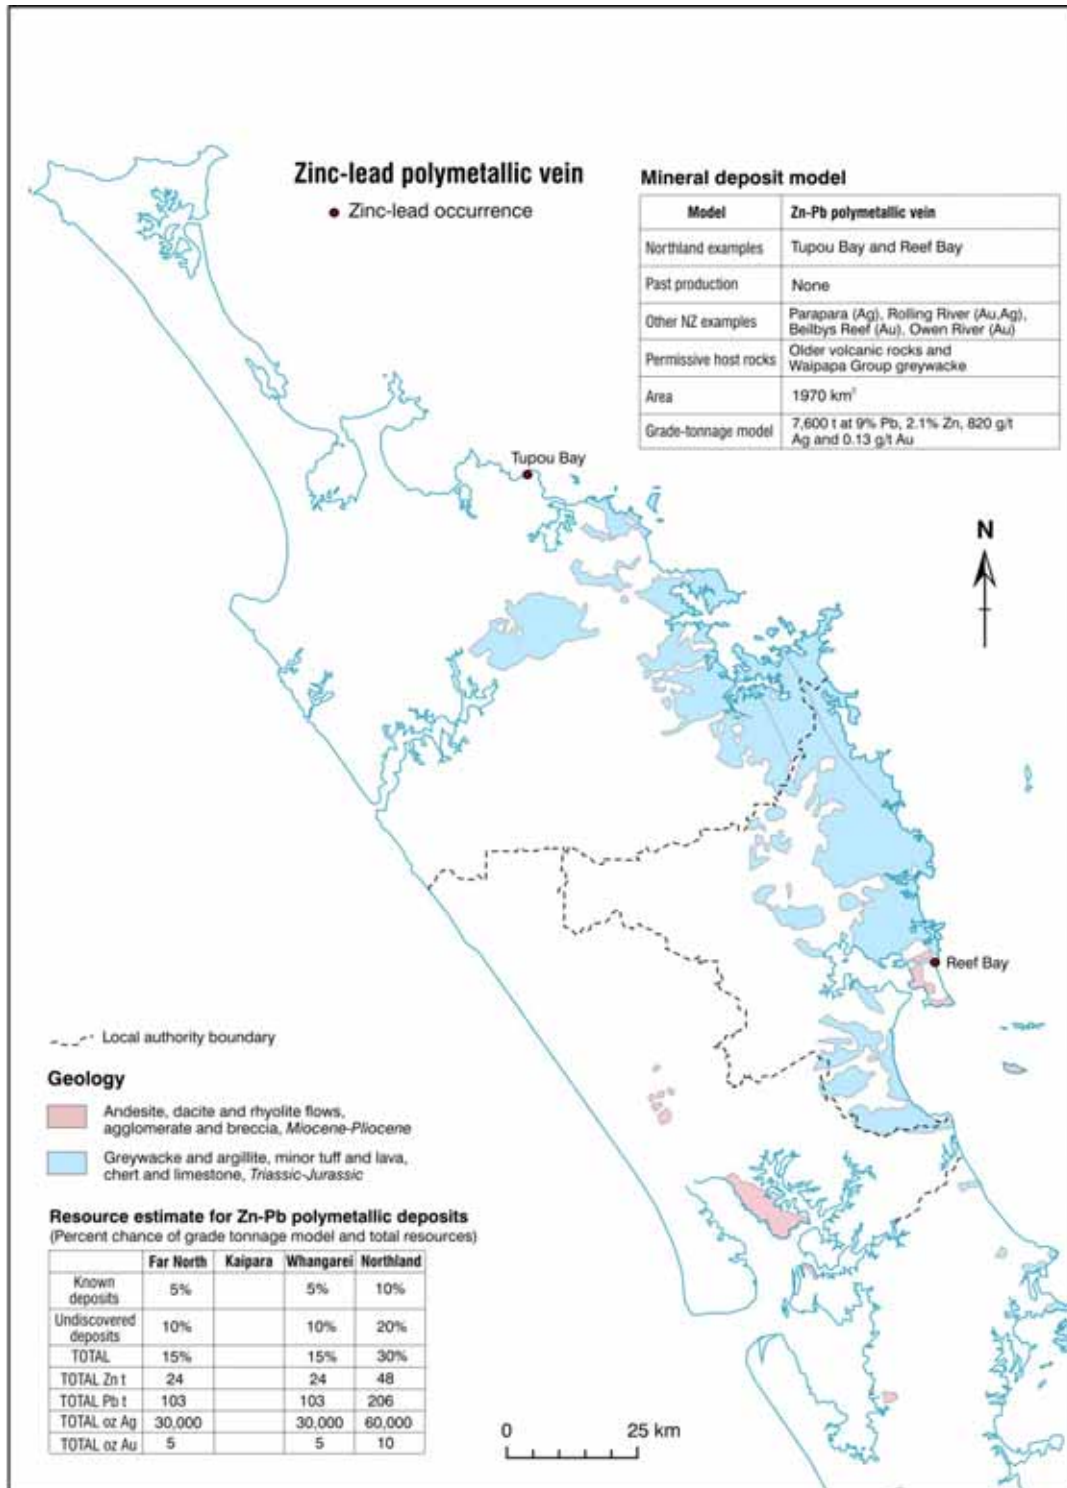 Zinc-lead polymetallic vein
Zinc-lead occurrence
Mineral deposit model
Model Zn-Pb polymetallic vein
Northland examples Tupou Bay and Reef Bay
Past production None
Other NZ examples Parapara (Ag), Rolling River (Au,Ag),
Beilbys Reef (Au), Owen River (Au)
Permissive host rocks Older volcanic rocks and
Waipapa Group greywacke
Area 1970 km²
Grade-tonnage model 7,600 t at 9% Pb, 2.1% Zn, 820 g/t
Ag and 0.13 g/t Au
Tupou Bay
N
Reef Bay
Local authority boundary
Geology
Andesite, dacite and rhyolite flows,
agglomerate and breccia, Miocene-Pliocene
Greywacke and argillite, minor tuff and lava,
chert and limestone, Triassic-Jurassic
Resource estimate for Zn-Pb polymetallic deposits
(Percent chance of grade tonnage model and total resources)
Far North Kaipara Whangarei Northland
Known
deposits 5% 5% 10%
Undiscovered
deposits 10% 10% 20%
TOTAL 15% 15% 30%
TOTAL Zn t 24 24 48
TOTAL Pb t 103 103 206
TOTAL oz Ag 30,000 30,000 60,000
TOTAL oz Au 5 5 10
0 25 km